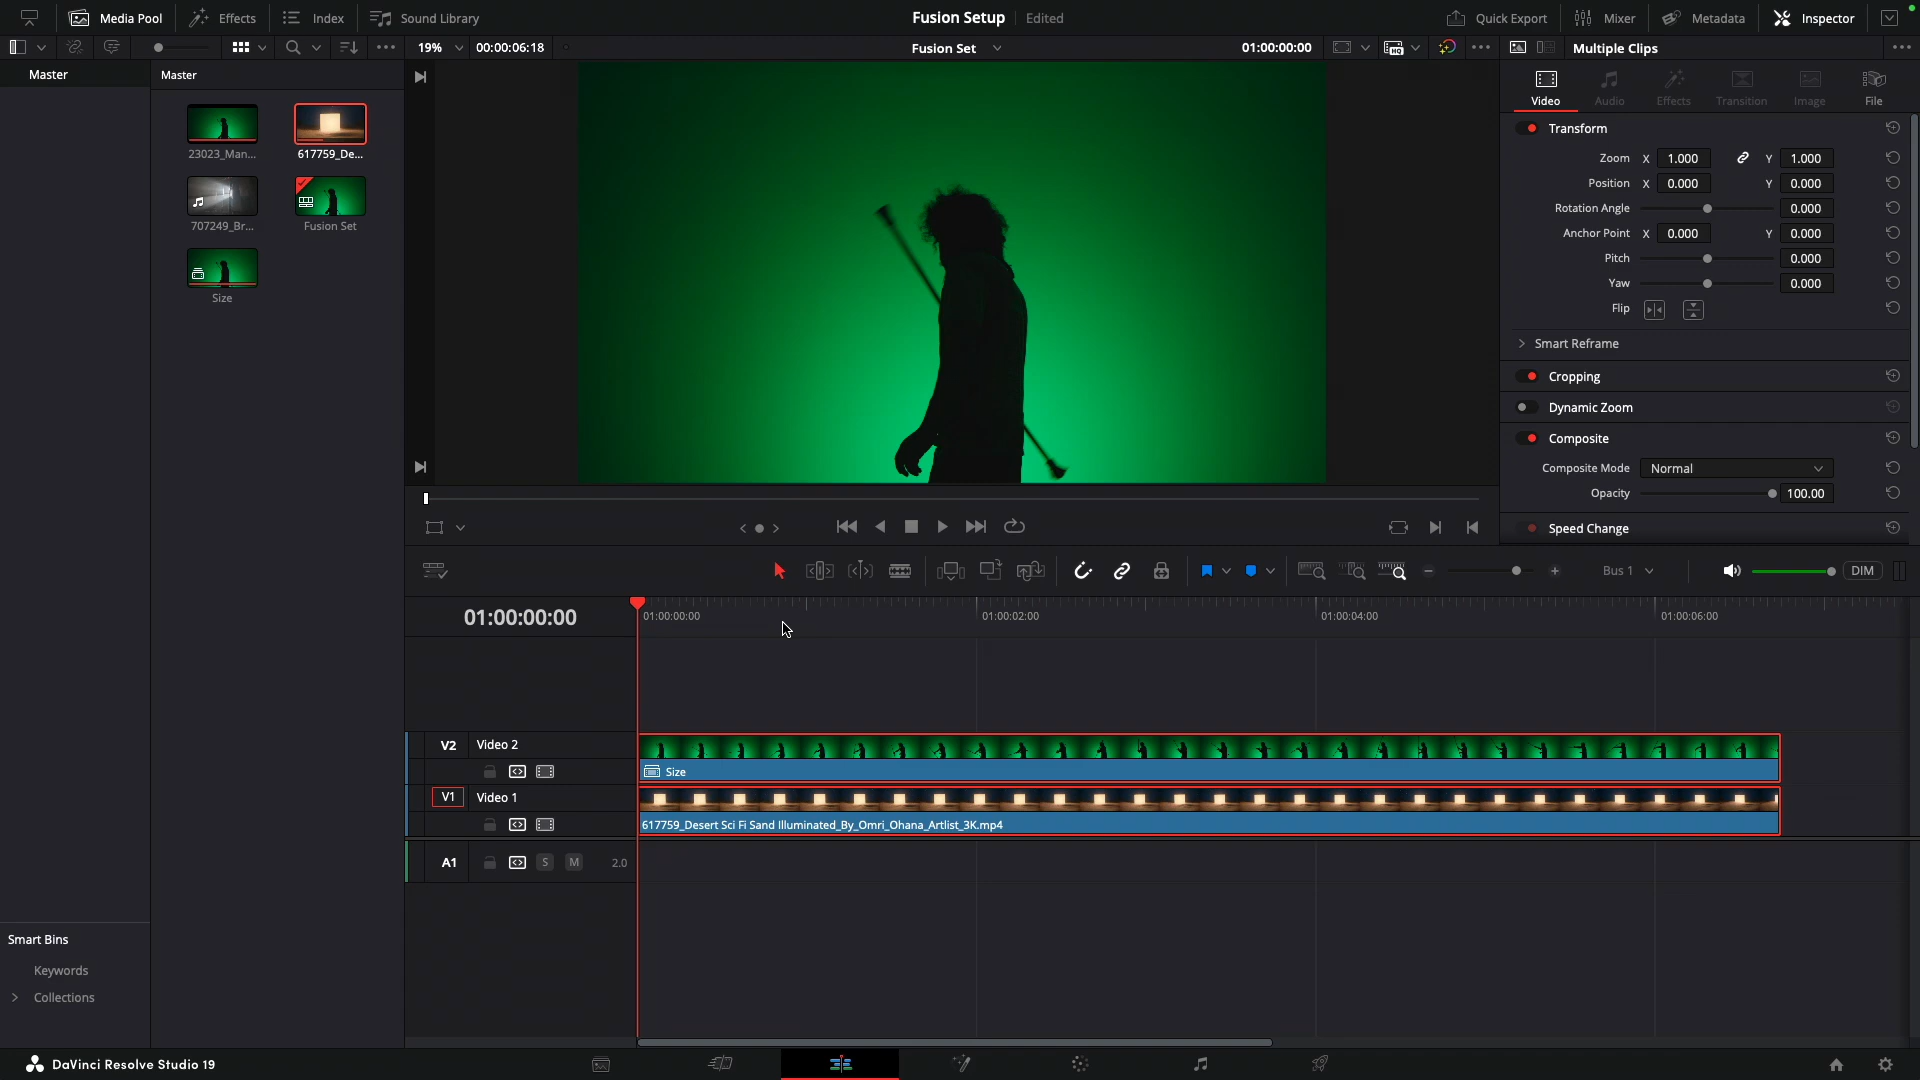 Media Pool
Effects
Index
Sound Library
Fusion Setup
Edited
Quick Export
Mixer
Metadata
Inspector
19%
00:00:06:18
Fusion Set
01:00:00:00
Multiple Clips
Master
Master
23023_Man...
617759_De...
707249_Br...
Fusion Set
Size
Video
Audio
Effects
Transition
Image
File
Transform
Zoom X 1.000 Y 1.000
Position X 0.000 Y 0.000
Rotation Angle 0.000
Anchor Point X 0.000 Y 0.000
Pitch 0.000
Yaw 0.000
Flip
Smart Reframe
Cropping
Dynamic Zoom
Composite
Composite Mode Normal
Opacity 100.00
Speed Change
Bus 1
DIM
01:00:00:00
01:00:00:00
01:00:02:00
01:00:04:00
01:00:06:00
V2 Video 2
Size
V1 Video 1
617759_Desert Sci Fi Sand Illuminated_By_Omri_Ohana_Artlist_3K.mp4
A1 S M 2.0
Smart Bins
Keywords
Collections
DaVinci Resolve Studio 19